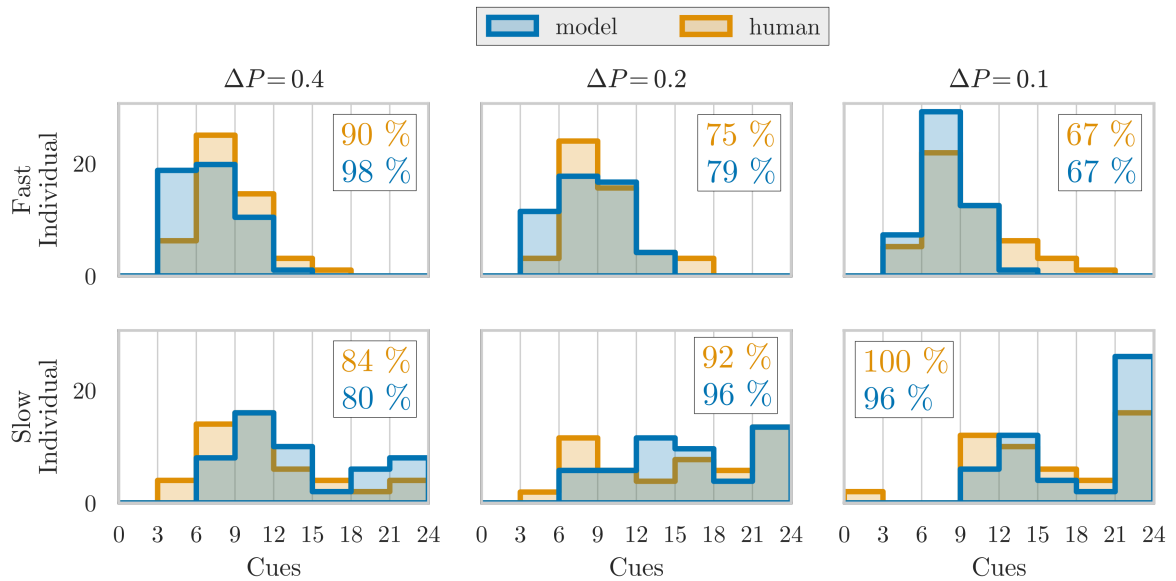 model human
ΔP = 0.4 ΔP = 0.2 ΔP = 0.1
Fast
Individual
20
0
90 %
98 %
75 %
79 %
67 %
67 %
Slow
Individual
20
0
84 %
80 %
92 %
96 %
100 %
96 %
0 3 6 9 12 15 18 21 24 0 3 6 9 12 15 18 21 24 0 3 6 9 12 15 18 21 24
Cues Cues Cues